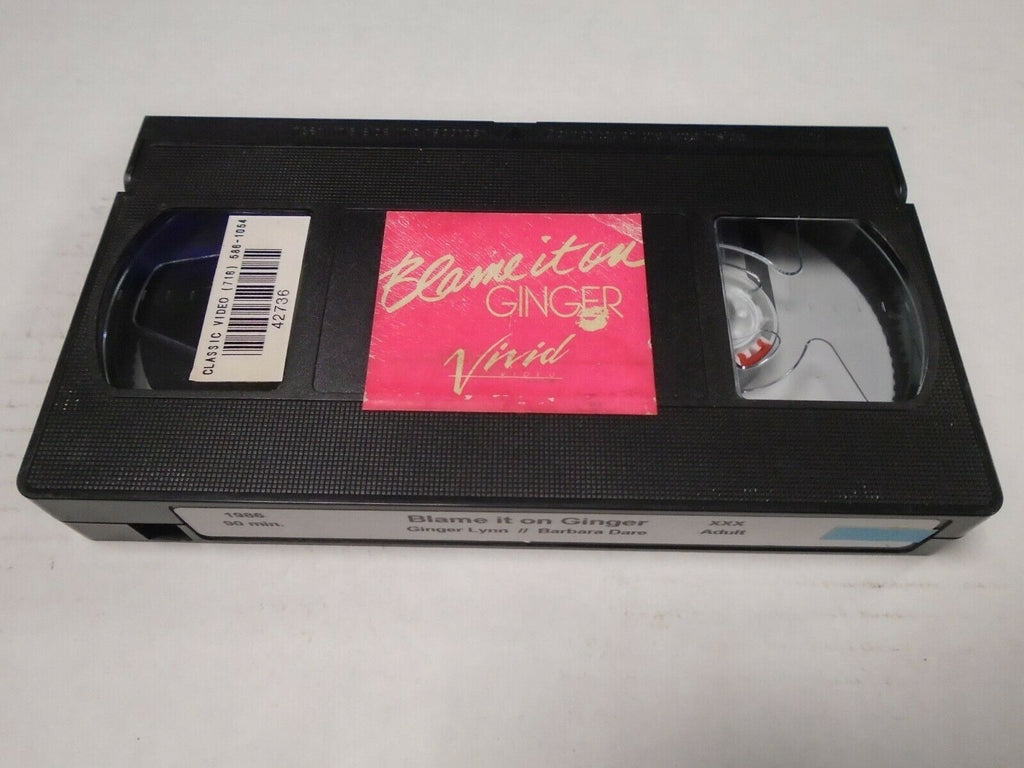 CLASSIC VIDEO (718) 586-1054
42736
Blame it on
GINGER
Vivid
VIDEO
1986
90 min.
Blame it on Ginger
Ginger Lynn // Barbara Dare
XXX
Adult